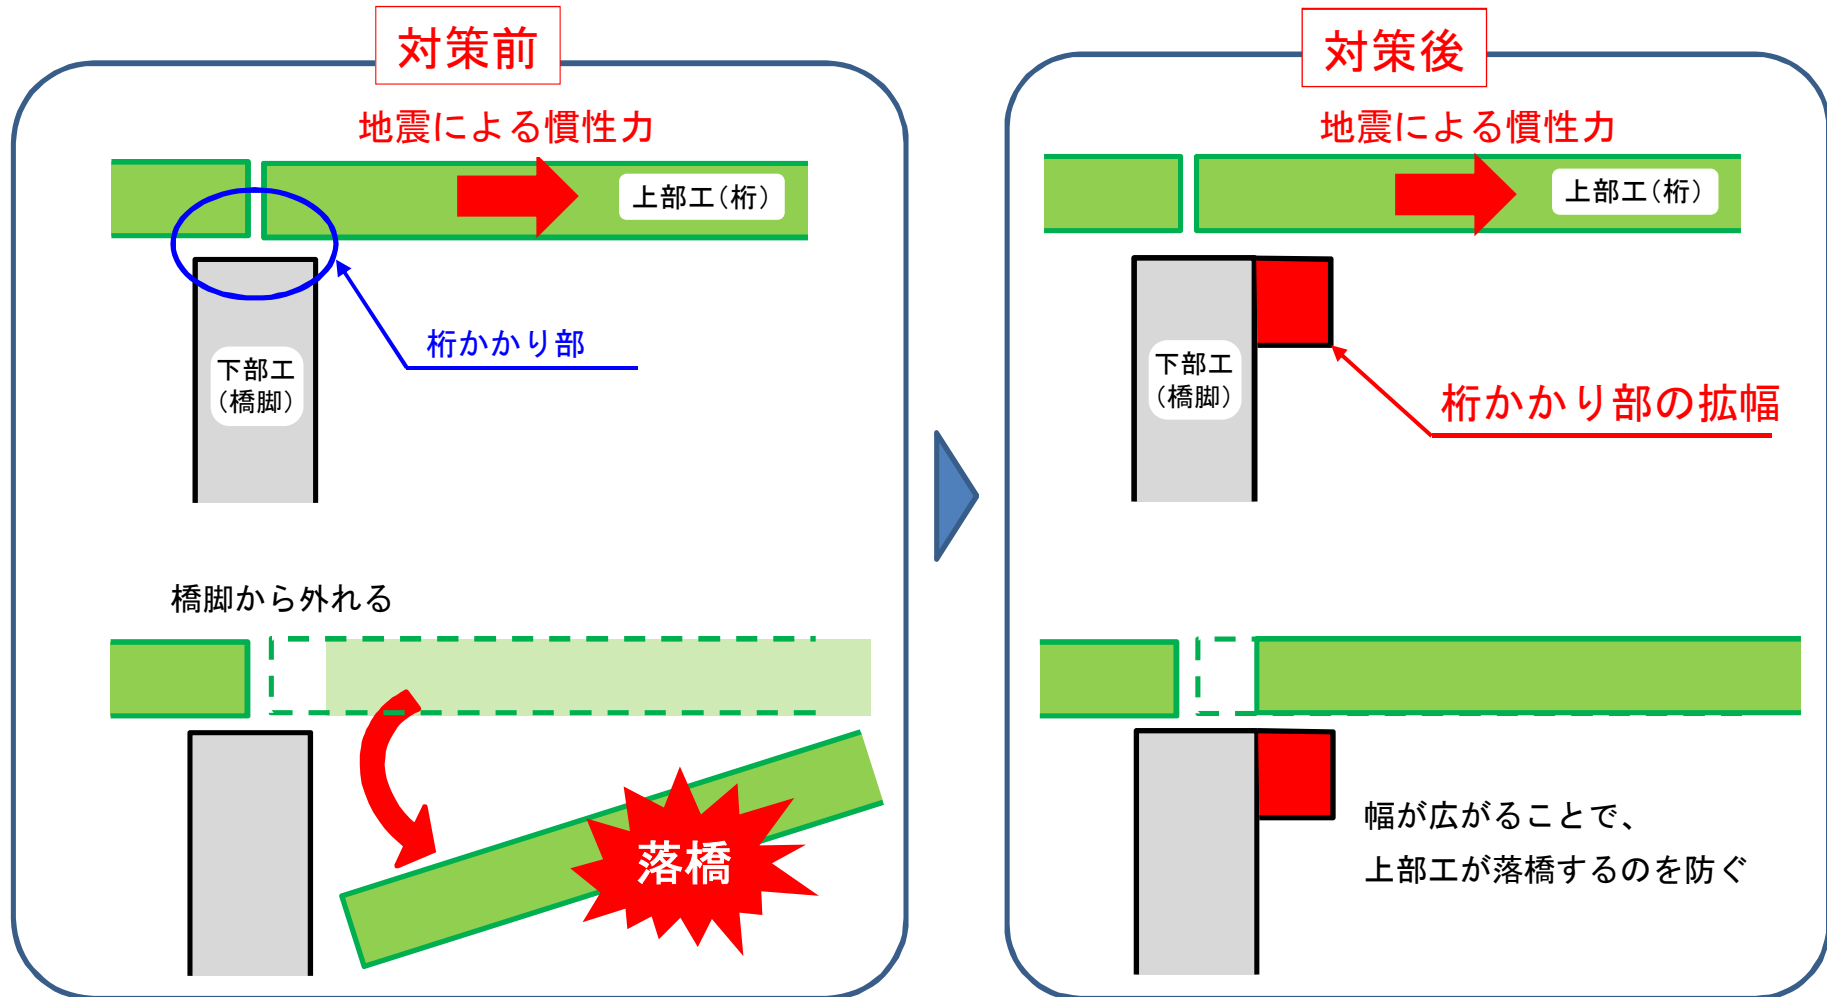 対策前
地震による慣性力
上部工(桁)
桁かかり部
下部工
(橋脚)
橋脚から外れる
落橋
対策後
地震による慣性力
上部工(桁)
下部工
(橋脚)
桁かかり部の拡幅
幅が広がることで、
上部工が落橋するのを防ぐ